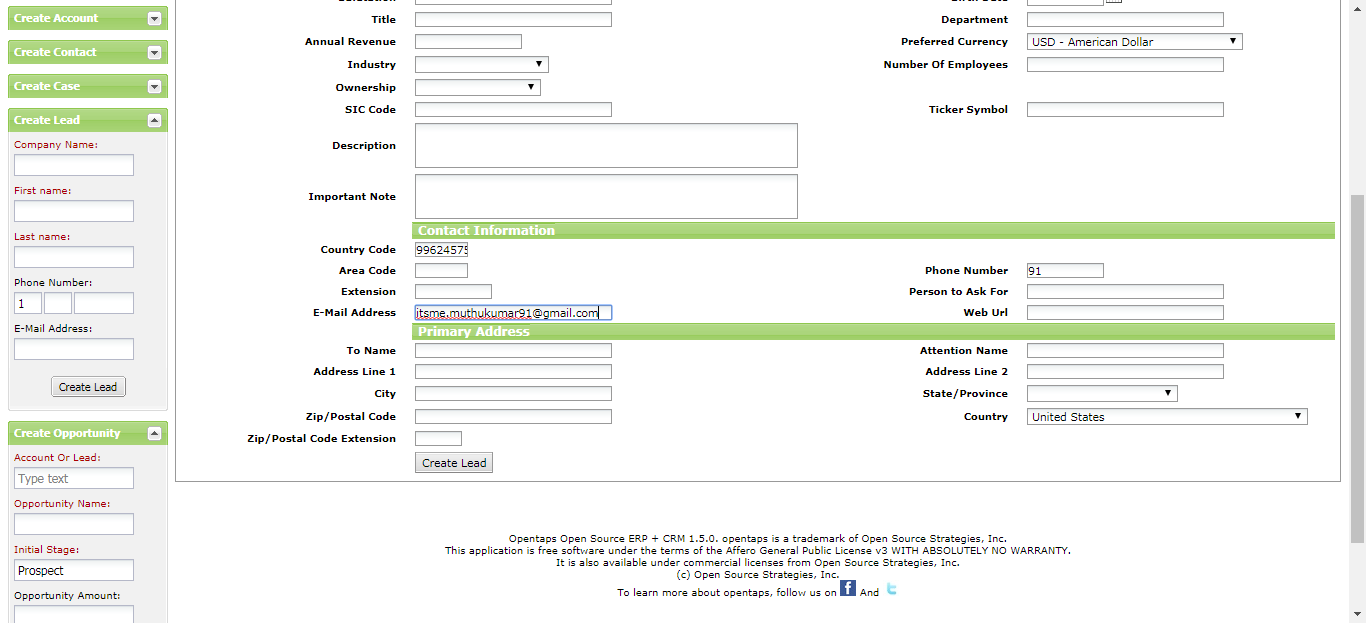 Create Account
Create Contact
Create Case
Create Lead
Company Name:
First name:
Last name:
Phone Number:
1
E-Mail Address:
Create Lead
Create Opportunity
Account Or Lead:
Type text
Opportunity Name:
Initial Stage:
Prospect
Opportunity Amount:
Title
Department
Annual Revenue
Preferred Currency USD - American Dollar
Industry
Number Of Employees
Ownership
SIC Code
Ticker Symbol
Description
Important Note
Contact Information
Country Code 99624575
Area Code
Phone Number 91
Extension
Person to Ask For
E-Mail Address itsme.muthukumar91@gmail.com
Web Url
Primary Address
To Name
Attention Name
Address Line 1
Address Line 2
City
State/Province
Zip/Postal Code
Country United States
Zip/Postal Code Extension
Create Lead
Opentaps Open Source ERP + CRM 1.5.0. opentaps is a trademark of Open Source Strategies, Inc.
This application is free software under the terms of the Affero General Public License v3 WITH ABSOLUTELY NO WARRANTY.
It is also available under commercial licenses from Open Source Strategies, Inc.
(c) Open Source Strategies, Inc.
To learn more about opentaps, follow us on f And t